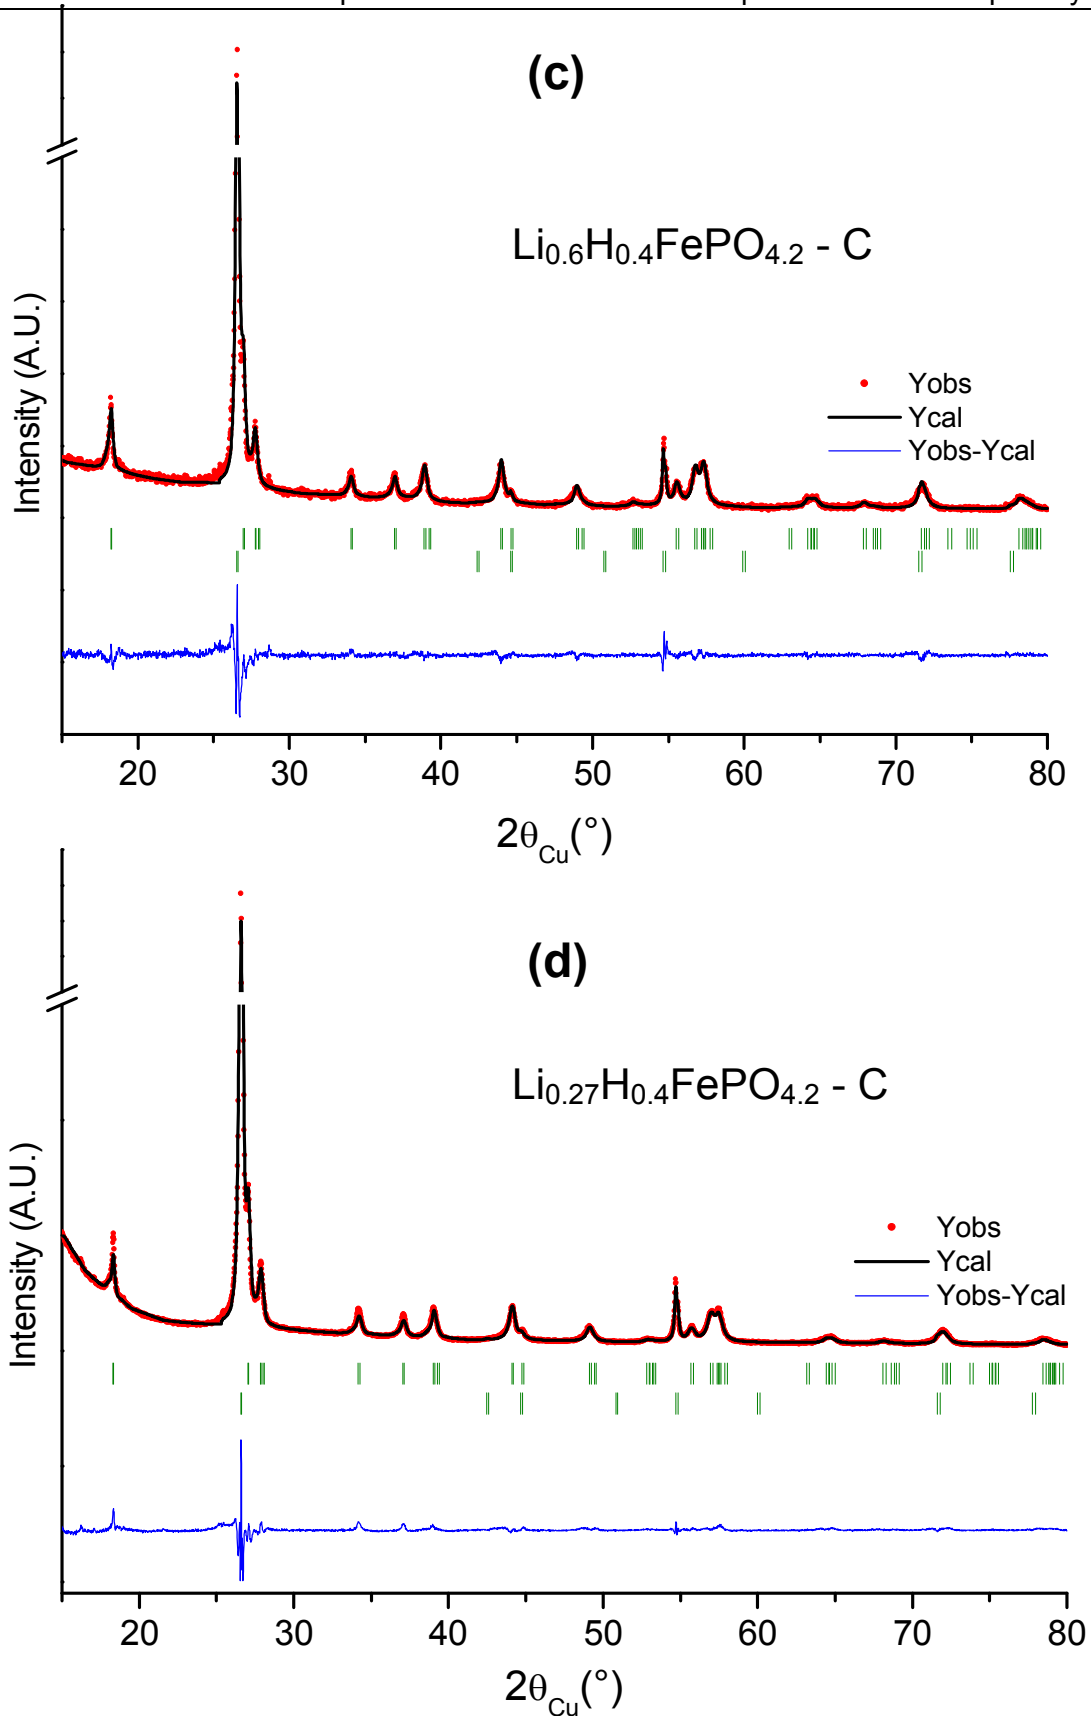 (c)
Li0.6H0.4FePO4.2 - C
Intensity (A.U.)
Yobs
Ycal
Yobs-Ycal
20 30 40 50 60 70 80
2θCu(°)
(d)
Li0.27H0.4FePO4.2 - C
Intensity (A.U.)
Yobs
Ycal
Yobs-Ycal
20 30 40 50 60 70 80
2θCu(°)